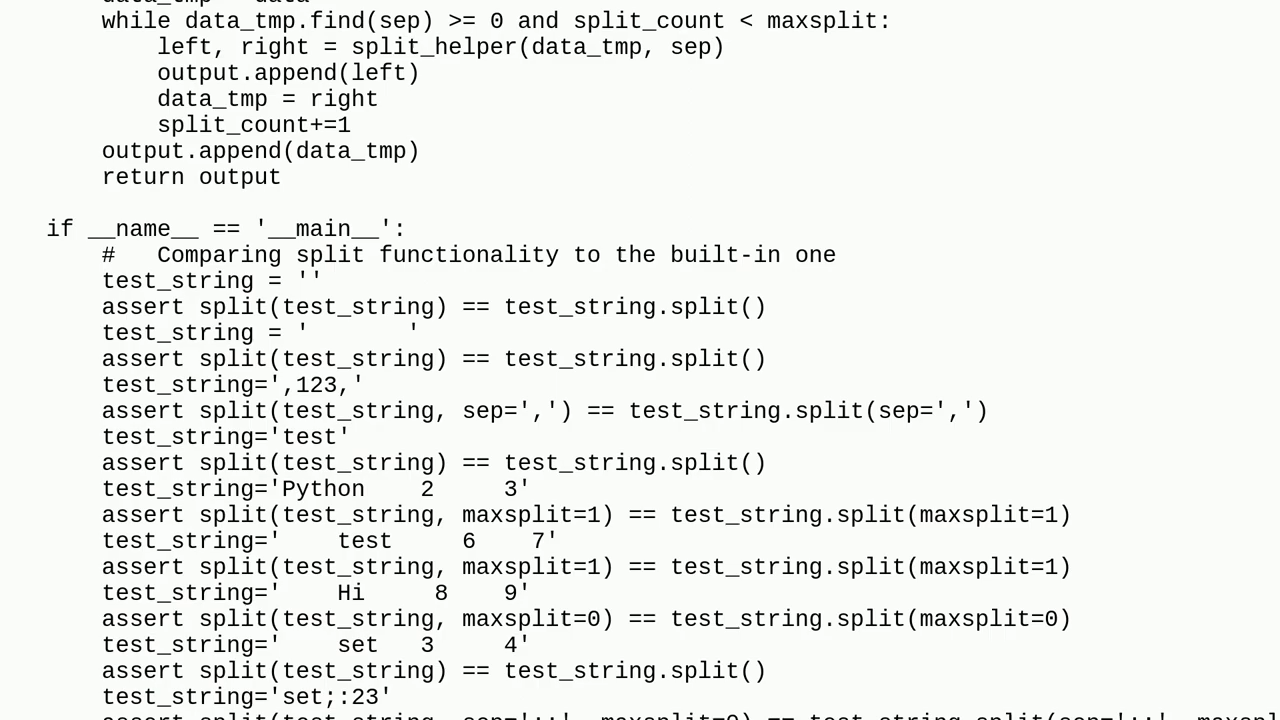 data_tmp = data
while data_tmp.find(sep) >= 0 and split_count < maxsplit:
left, right = split_helper(data_tmp, sep)
output.append(left)
data_tmp = right
split_count+=1
output.append(data_tmp)
return output
if __name__ == '__main__':
#   Comparing split functionality to the built-in one
test_string = ''
assert split(test_string) == test_string.split()
test_string = '       '
assert split(test_string) == test_string.split()
test_string=',123,'
assert split(test_string, sep=',') == test_string.split(sep=',')
test_string='test'
assert split(test_string) == test_string.split()
test_string='Python    2     3'
assert split(test_string, maxsplit=1) == test_string.split(maxsplit=1)
test_string='    test     6    7'
assert split(test_string, maxsplit=1) == test_string.split(maxsplit=1)
test_string='    Hi     8    9'
assert split(test_string, maxsplit=0) == test_string.split(maxsplit=0)
test_string='    set   3     4'
assert split(test_string) == test_string.split()
test_string='set;:23'